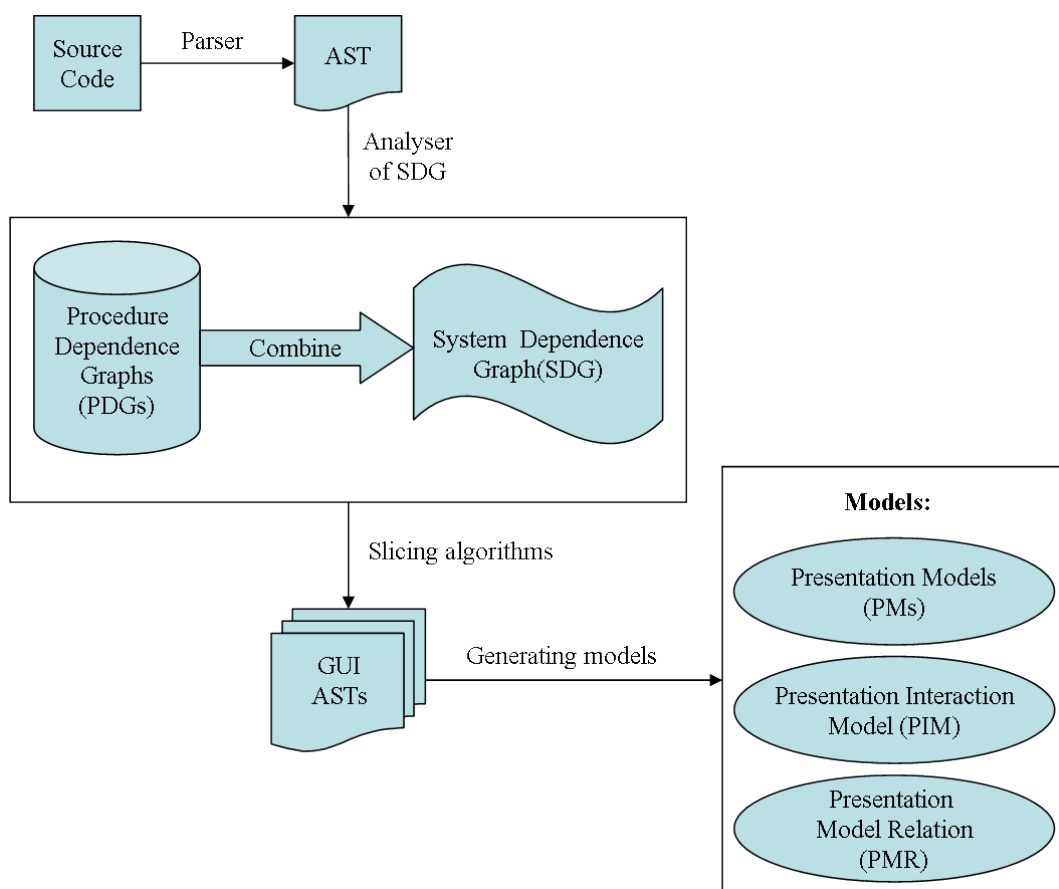 Source
Code
Parser
AST
Analyser
of SDG
Procedure
Dependence
Graphs
(PDGs)
Combine
System Dependence
Graph(SDG)
Slicing algorithms
GUI
ASTs
Generating models
Models:
Presentation Models
(PMs)
Presentation Interaction
Model (PIM)
Presentation
Model Relation
(PMR)